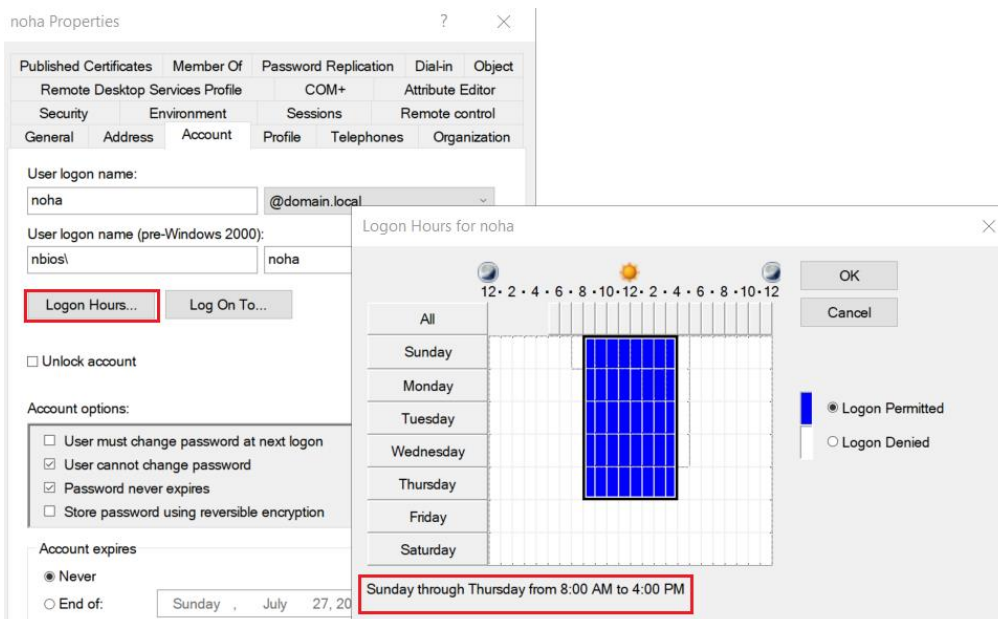 noha Properties
Published Certificates Member Of Password Replication Dial-in Object
Remote Desktop Services Profile COM+ Attribute Editor
Security Environment Sessions Remote control
General Address Account Profile Telephones Organization
User logon name:
noha @domain.local
User logon name (pre-Windows 2000):
nbios\ noha
Logon Hours... Log On To...
Unlock account
Account options:
User must change password at next logon
User cannot change password
Password never expires
Store password using reversible encryption
Account expires
Never
End of: Sunday , July 27, 20
Logon Hours for noha
12 · 2 · 4 · 6 · 8 · 10 · 12 · 2 · 4 · 6 · 8 · 10 · 12
All
Sunday
Monday
Tuesday
Wednesday
Thursday
Friday
Saturday
OK
Cancel
Logon Permitted
Logon Denied
Sunday through Thursday from 8:00 AM to 4:00 PM